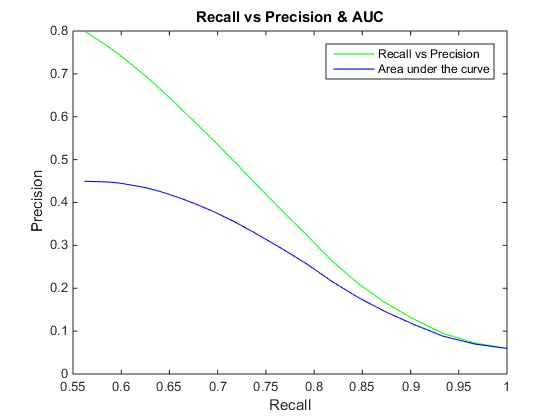 Recall vs Precision & AUC
Recall vs Precision
Area under the curve
Precision
0.8
0.7
0.6
0.5
0.4
0.3
0.2
0.1
0
0.55 0.6 0.65 0.7 0.75 0.8 0.85 0.9 0.95 1
Recall